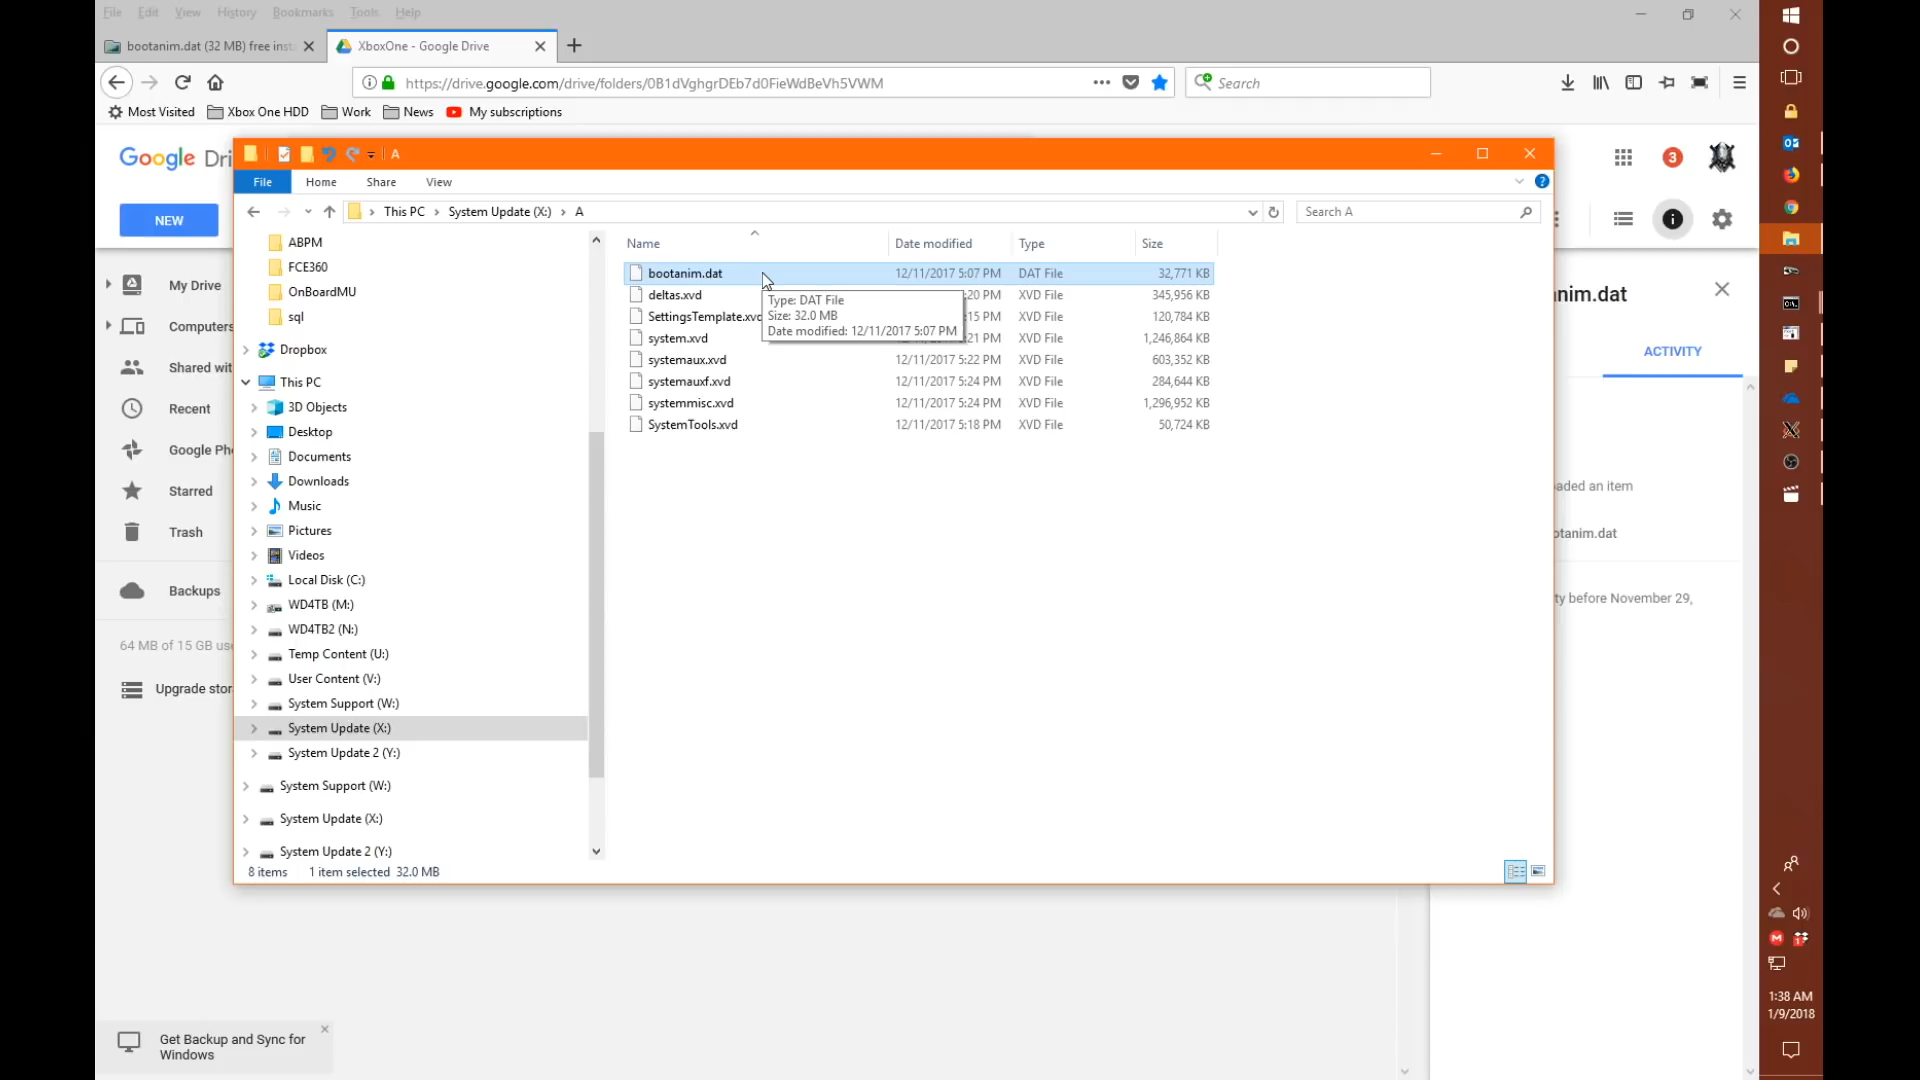 File Edit View History Bookmarks Tools Help
bootanim.dat (32 MB) free inst
XboxOne - Google Drive
https://drive.google.com/drive/folders/0B1dVghgrDEb7d0FieWdBeVh5VWM
Search
Most Visited Xbox One HDD Work News My subscriptions
Google Dri
3
NEW
My Drive
Computers
Shared wit
Recent
Google Pho
Starred
Trash
Backups
64 MB of 15 GB use
Upgrade stor
Get Backup and Sync for
Windows
A
File Home Share View
This PC System Update (X:) A
Search A
ABPM
FCE360
OnBoardMU
sql
Dropbox
This PC
3D Objects
Desktop
Documents
Downloads
Music
Pictures
Videos
Local Disk (C:)
WD4TB (M:)
WD4TB2 (N:)
Temp Content (U:)
User Content (V:)
System Support (W:)
System Update (X:)
System Update 2 (Y:)
System Support (W:)
System Update (X:)
System Update 2 (Y:)
Name Date modified Type Size
bootanim.dat 12/11/2017 5:07 PM DAT File 32,771 KB
deltas.xvd :20 PM XVD File 345,956 KB
SettingsTemplate.xvd :15 PM XVD File 120,784 KB
system.xvd :21 PM XVD File 1,246,864 KB
systemaux.xvd 12/11/2017 5:22 PM XVD File 603,352 KB
systemauxf.xvd 12/11/2017 5:24 PM XVD File 284,644 KB
systemmisc.xvd 12/11/2017 5:24 PM XVD File 1,296,952 KB
SystemTools.xvd 12/11/2017 5:18 PM XVD File 50,724 KB
Type: DAT File
Size: 32.0 MB
Date modified: 12/11/2017 5:07 PM
8 items 1 item selected 32.0 MB
nim.dat
ACTIVITY
aded an item
otanim.dat
ty before November 29,
1:38 AM
1/9/2018